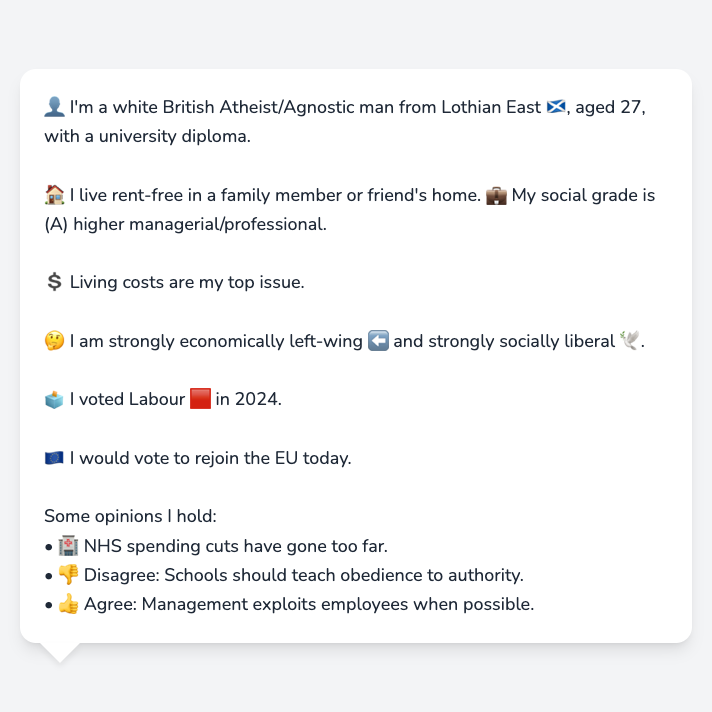 👤 I'm a white British Atheist/Agnostic man from Lothian East 🏴󠁧󠁢󠁳󠁣󠁴󠁿, aged 27,
with a university diploma.
🏠 I live rent-free in a family member or friend's home. 💼 My social grade is
(A) higher managerial/professional.
💲 Living costs are my top issue.
🤔 I am strongly economically left-wing ⬅️ and strongly socially liberal 🕊️.
🗳️ I voted Labour 🟥 in 2024.
🇪🇺 I would vote to rejoin the EU today.
Some opinions I hold:
• 🏥 NHS spending cuts have gone too far.
• 👎 Disagree: Schools should teach obedience to authority.
• 👍 Agree: Management exploits employees when possible.